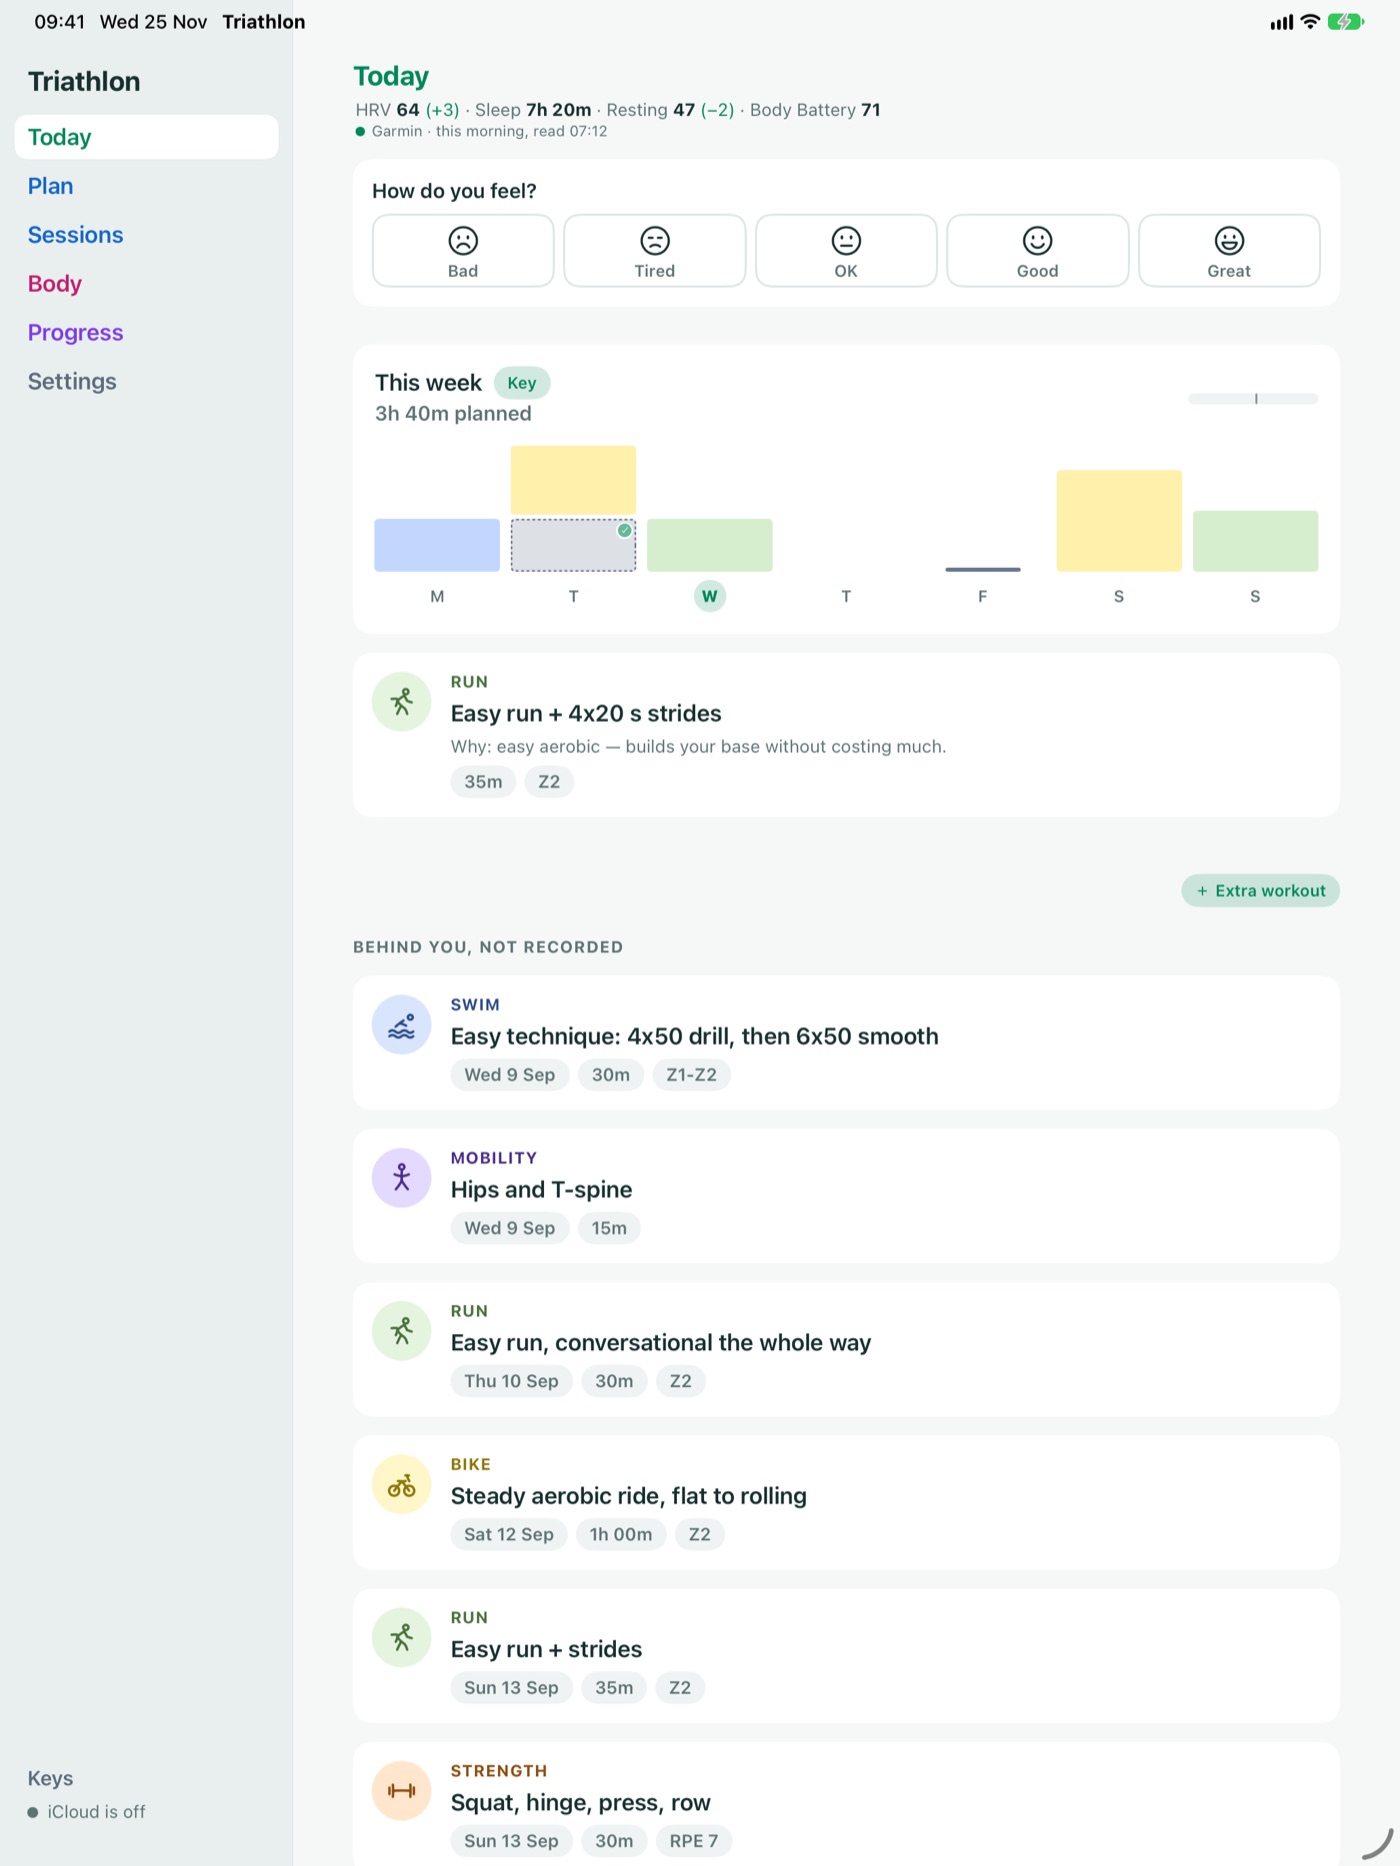 09:41 Wed 25 Nov Triathlon
Triathlon
Today
Plan
Sessions
Body
Progress
Settings
Keys
iCloud is off
Today
HRV 64 (+3) · Sleep 7h 20m · Resting 47 (−2) · Body Battery 71
Garmin · this morning, read 07:12
How do you feel?
Bad
Tired
OK
Good
Great
This week Key
3h 40m planned
M T W T F S S
RUN
Easy run + 4x20 s strides
Why: easy aerobic — builds your base without costing much.
35m Z2
+ Extra workout
BEHIND YOU, NOT RECORDED
SWIM
Easy technique: 4x50 drill, then 6x50 smooth
Wed 9 Sep 30m Z1-Z2
MOBILITY
Hips and T-spine
Wed 9 Sep 15m
RUN
Easy run, conversational the whole way
Thu 10 Sep 30m Z2
BIKE
Steady aerobic ride, flat to rolling
Sat 12 Sep 1h 00m Z2
RUN
Easy run + strides
Sun 13 Sep 35m Z2
STRENGTH
Squat, hinge, press, row
Sun 13 Sep 30m RPE 7